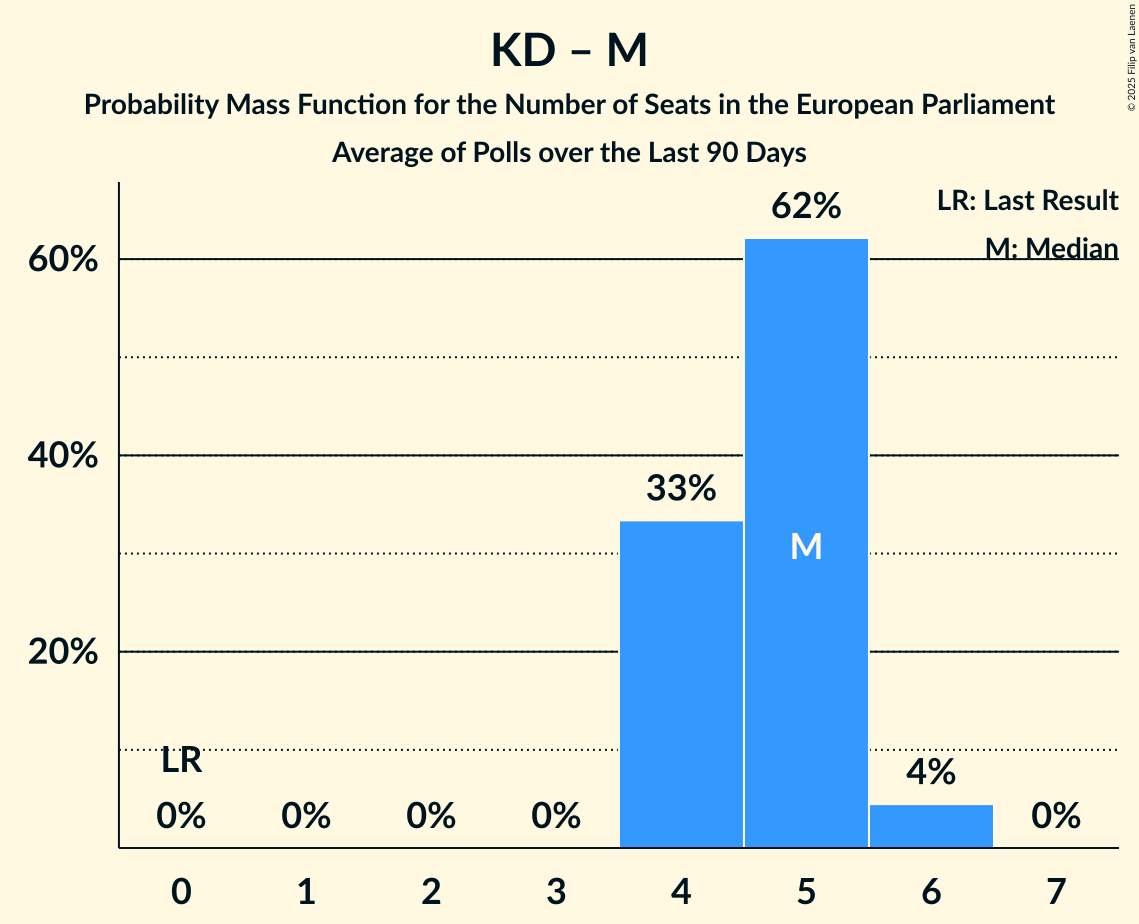 KD – M
Probability Mass Function for the Number of Seats in the European Parliament
Average of Polls over the Last 90 Days
© 2025 Filip van Laenen
LR: Last Result
M: Median
62%
60%
40%
33%
M
20%
LR
4%
0% 0% 0% 0% 0%
0 1 2 3 4 5 6 7